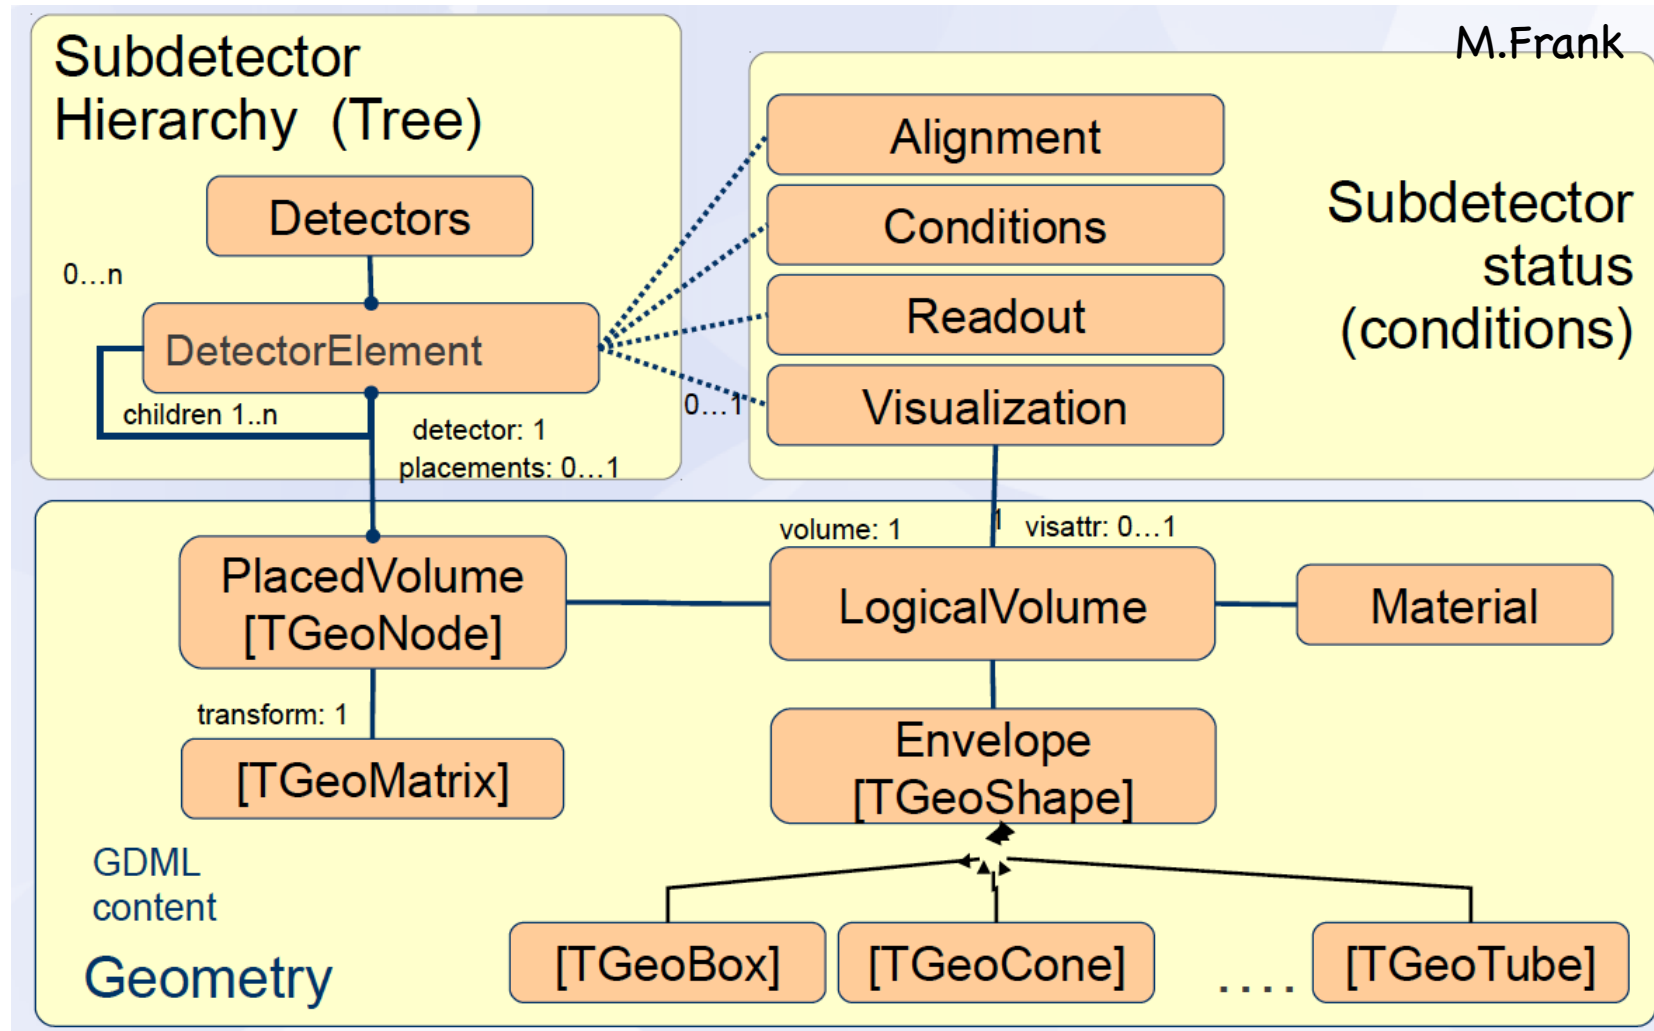 M.Frank
Subdetector
Hierarchy (Tree)
Detectors
0...n
DetectorElement
children 1..n
detector: 1
placements: 0...1
Alignment
Conditions
Readout
Visualization
0...1
Subdetector
status
(conditions)
volume: 1
1
visattr: 0...1
PlacedVolume
[TGeoNode]
LogicalVolume
Material
transform: 1
[TGeoMatrix]
Envelope
[TGeoShape]
GDML
content
Geometry
[TGeoBox]
[TGeoCone]
....
[TGeoTube]